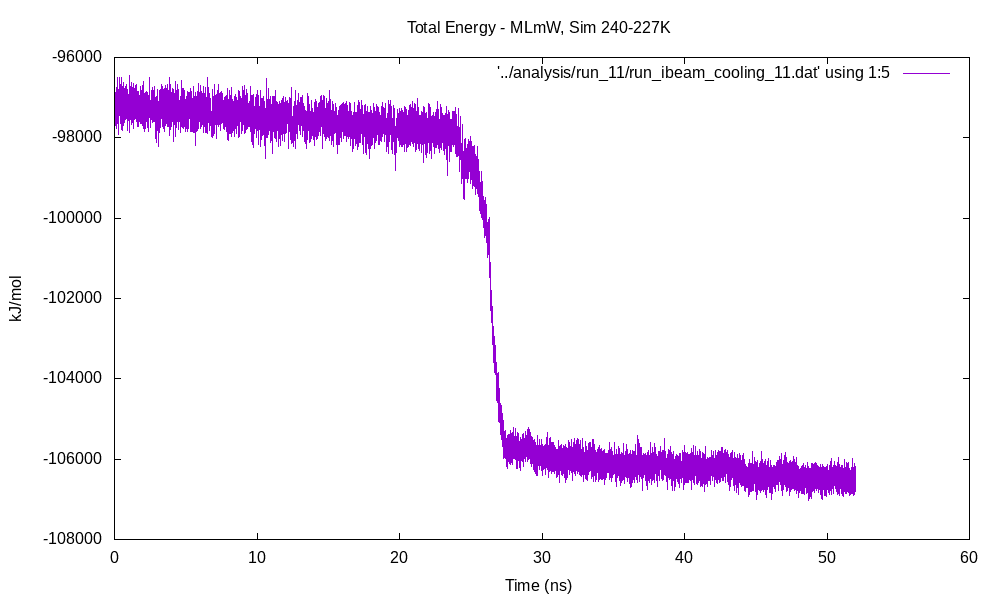 Total Energy - MLmW, Sim 240-227K
'../analysis/run_11/run_ibeam_cooling_11.dat' using 1:5
-96000
-98000
-100000
-102000
-104000
-106000
-108000
kJ/mol
0 10 20 30 40 50 60
Time (ns)